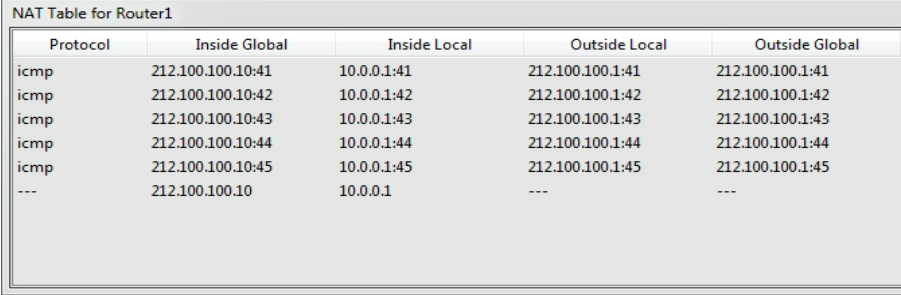 NAT Table for Router1
Protocol Inside Global Inside Local Outside Local Outside Global
icmp 212.100.100.10:41 10.0.0.1:41 212.100.100.1:41 212.100.100.1:41
icmp 212.100.100.10:42 10.0.0.1:42 212.100.100.1:42 212.100.100.1:42
icmp 212.100.100.10:43 10.0.0.1:43 212.100.100.1:43 212.100.100.1:43
icmp 212.100.100.10:44 10.0.0.1:44 212.100.100.1:44 212.100.100.1:44
icmp 212.100.100.10:45 10.0.0.1:45 212.100.100.1:45 212.100.100.1:45
--- 212.100.100.10 10.0.0.1 --- ---